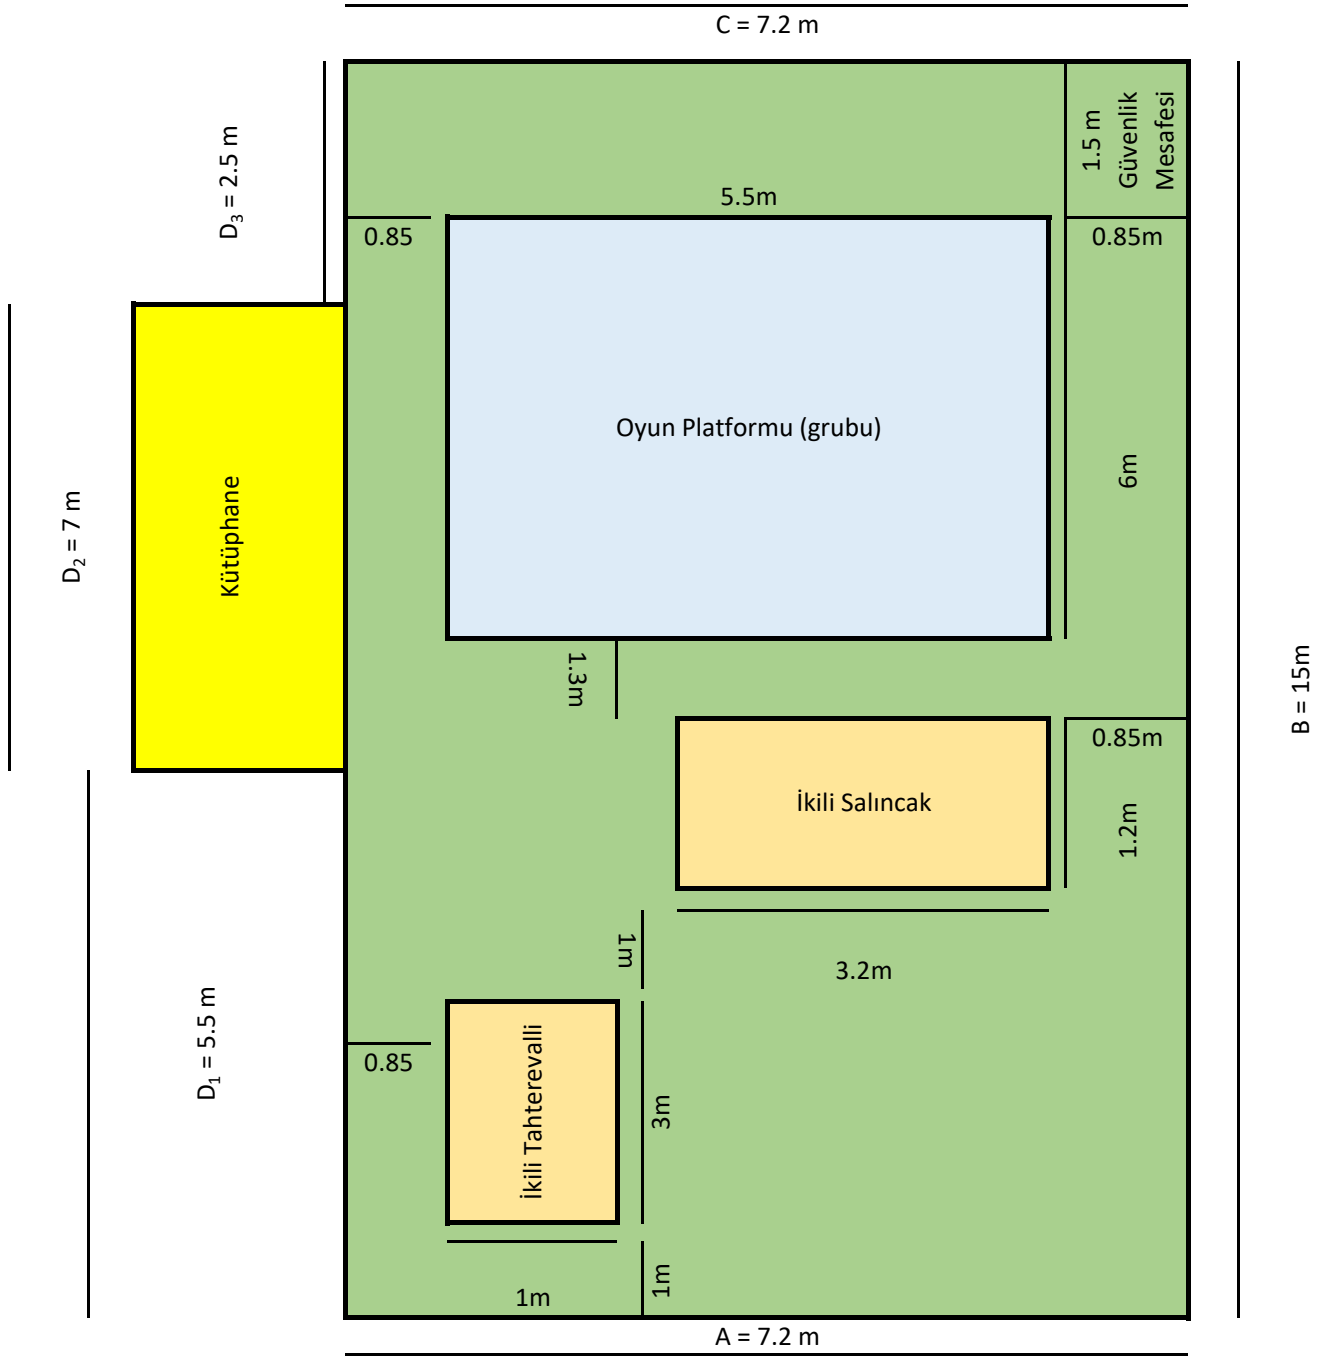 C = 7.2 m
D₃ = 2.5 m
1.5 m
Güvenlik
Mesafesi
5.5m
0.85
0.85m
Oyun Platformu (grubu)
6m
D₂ = 7 m
Kütüphane
1.3m
B = 15m
0.85m
İkili Salıncak
1.2m
1m
3.2m
D₁ = 5.5 m
0.85
İkili Tahterevalli
3m
1m
1m
A = 7.2 m